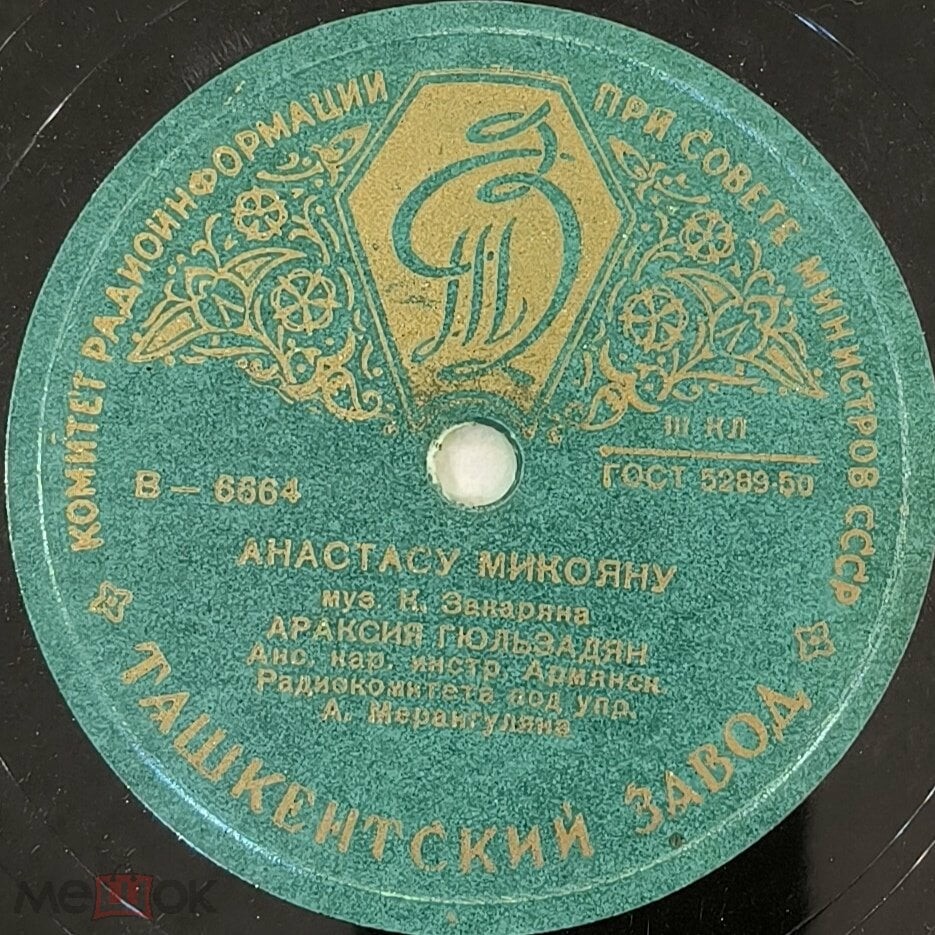 КОМИТЕТ РАДИОИНФОРМАЦИИ ПРИ СОВЕТЕ МИНИСТРОВ СССР
III КЛ
В – 6664
ГОСТ 5289-50
АНАСТАСУ МИКОЯНУ
муз. К. Закаряна
АРАКСИЯ ГЮЛЬЗАДЯН
Анс. нар. инстр. Армянск.
Радиокомитета под упр.
А. Мерангуляна
ТАШКЕНТСКИЙ ЗАВОД
мешок